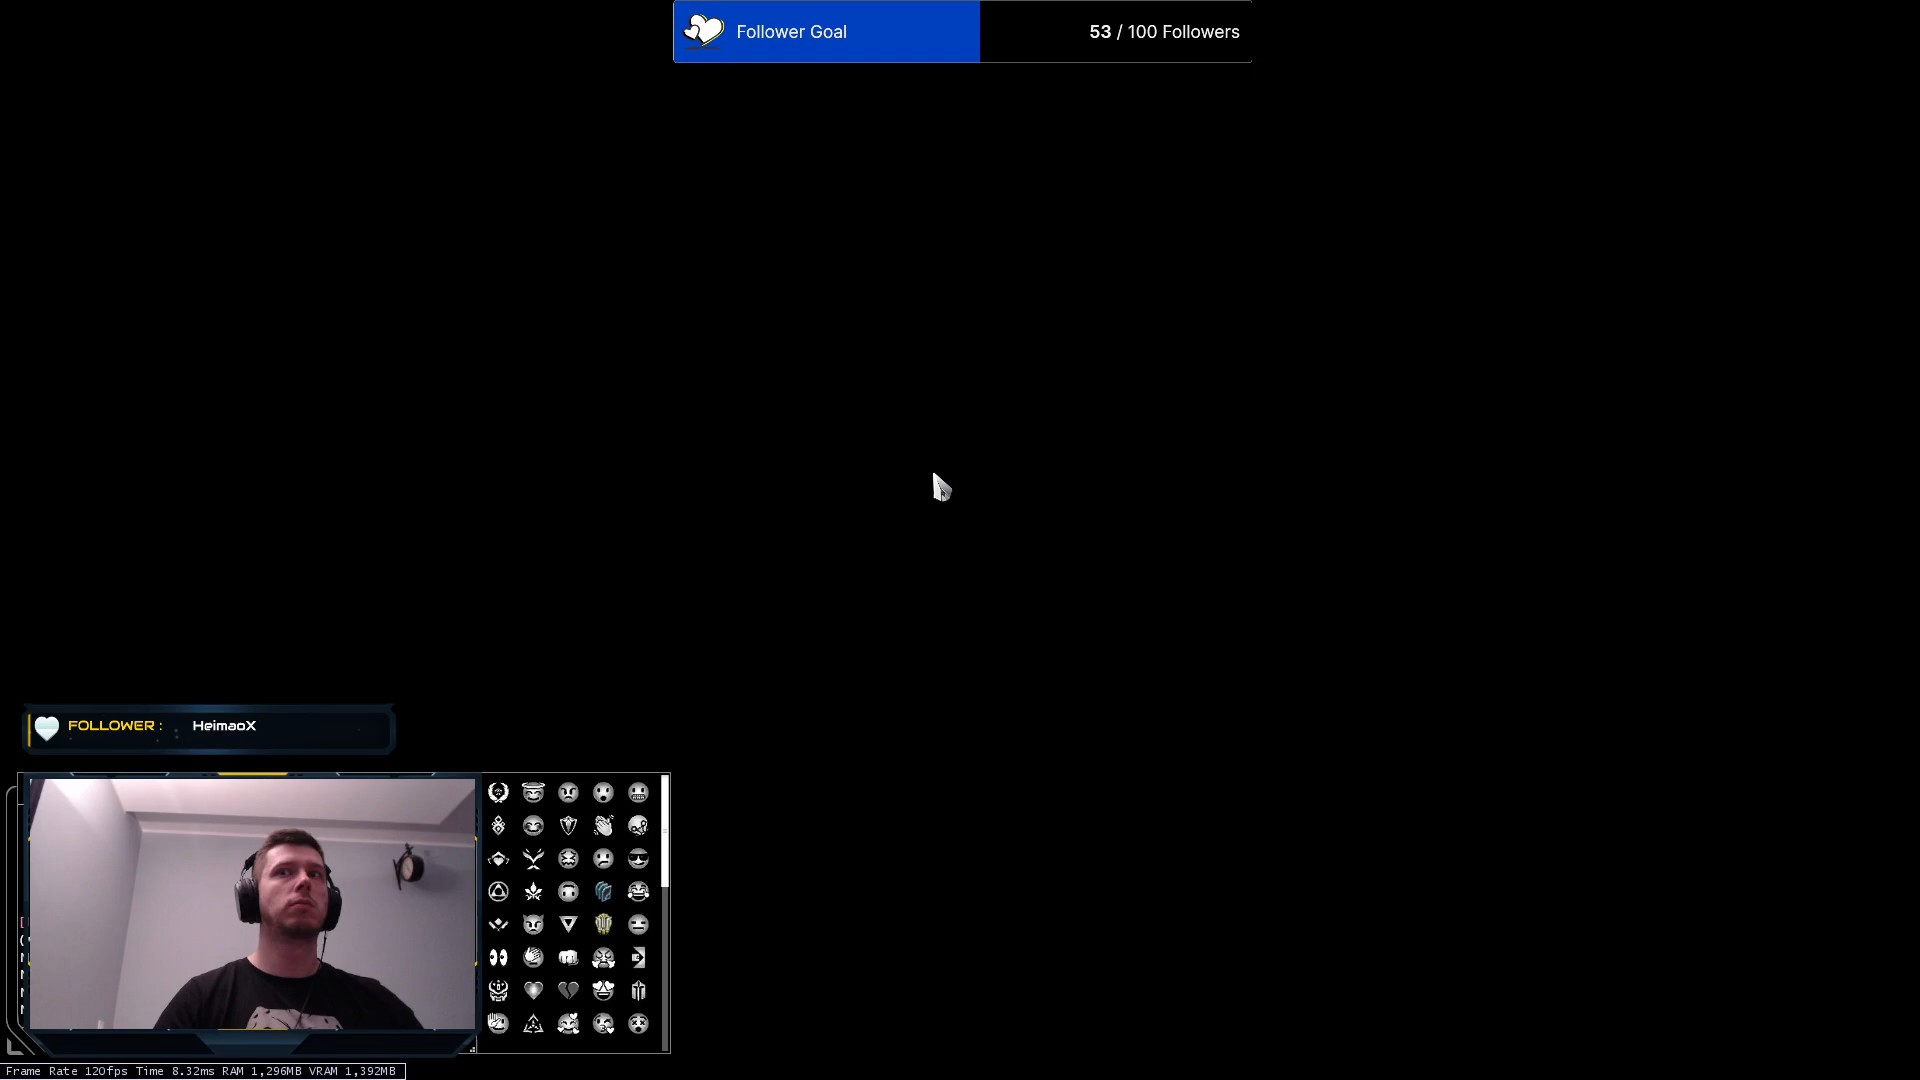 Follower Goal
53 / 100 Followers
FOLLOWER :
HeimaoX
Frame Rate 120fps Time 8.32ms RAM 1,296MB VRAM 1,392MB